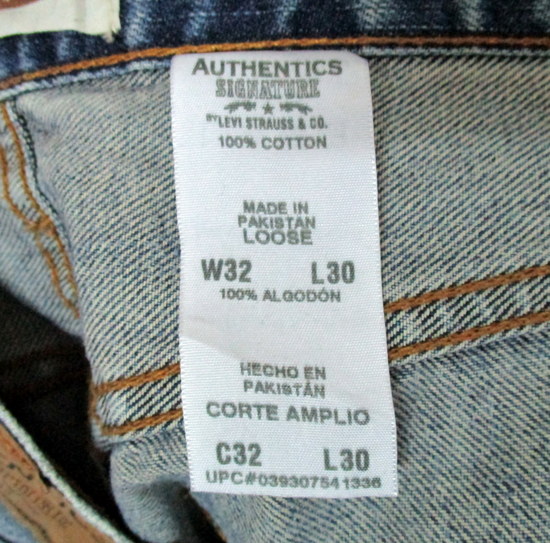 AUTHENTICS
SIGNATURE
BY LEVI STRAUSS & CO.
100% COTTON
MADE IN
PAKISTAN
LOOSE
W32 L30
100% ALGODÓN
HECHO EN
PAKISTÁN
CORTE AMPLIO
C32 L30
UPC#039307541336